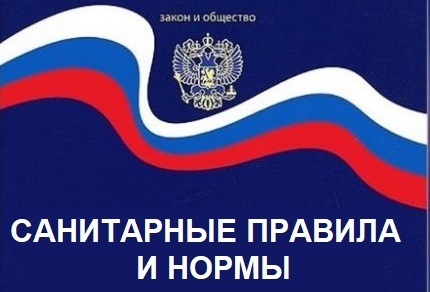 закон и общество
САНИТАРНЫЕ ПРАВИЛА
И НОРМЫ